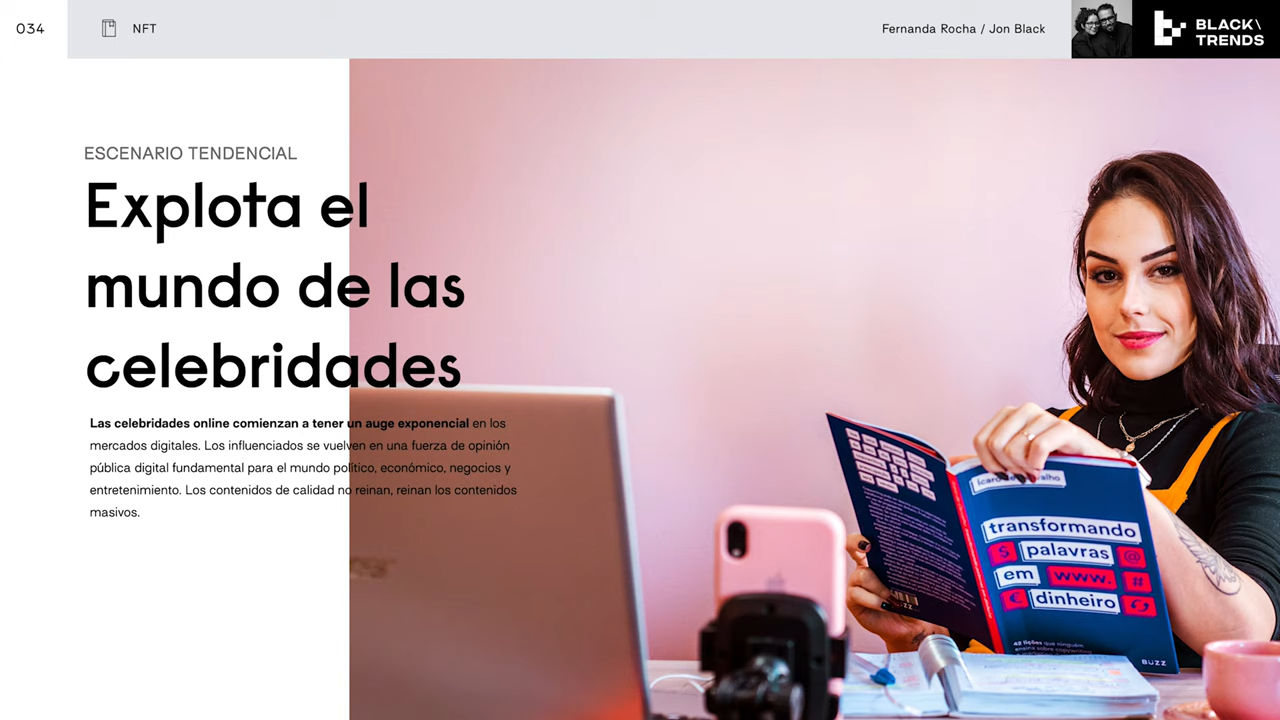 034
NFT
Fernanda Rocha / Jon Black
BLACK\
TRENDS
ESCENARIO TENDENCIAL
Explota el
mundo de las
celebridades
Las celebridades online comienzan a tener un auge exponencial en los
mercados digitales. Los influenciados se vuelven en una fuerza de opinión
pública digital fundamental para el mundo político, económico, negocios y
entretenimiento. Los contenidos de calidad no reinan, reinan los contenidos
masivos.
transformando
$ palavras @
em www. #
€ dinheiro
BUZZ